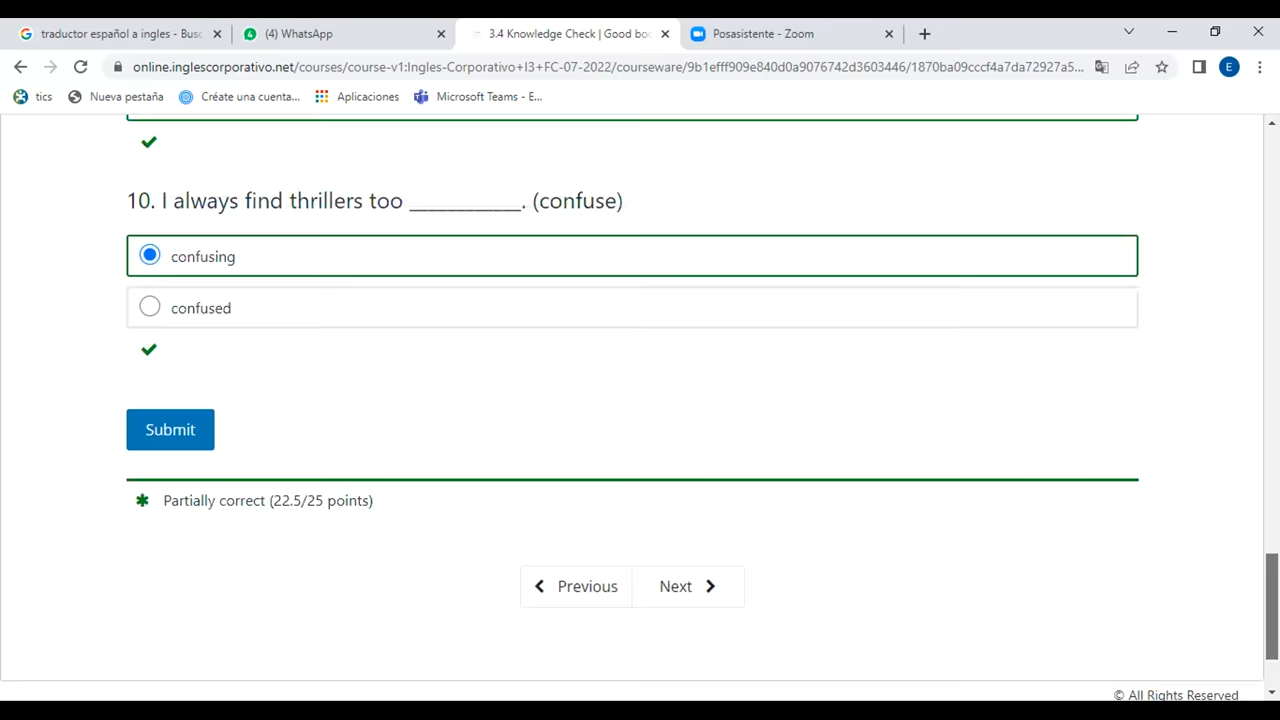 traductor español a ingles - Busc
(4) WhatsApp
3.4 Knowledge Check | Good boo
Posasistente - Zoom
online.inglescorporativo.net/courses/course-v1:Ingles-Corporativo+I3+FC-07-2022/courseware/9b1efff909e840d0a9076742d3603446/1870ba09cccf4a7da72927a5...
E
tics
Nueva pestaña
Créate una cuenta...
Aplicaciones
Microsoft Teams - E...
10. I always find thrillers too ____________. (confuse)
confusing
confused
Submit
Partially correct (22.5/25 points)
Previous
Next
© All Rights Reserved